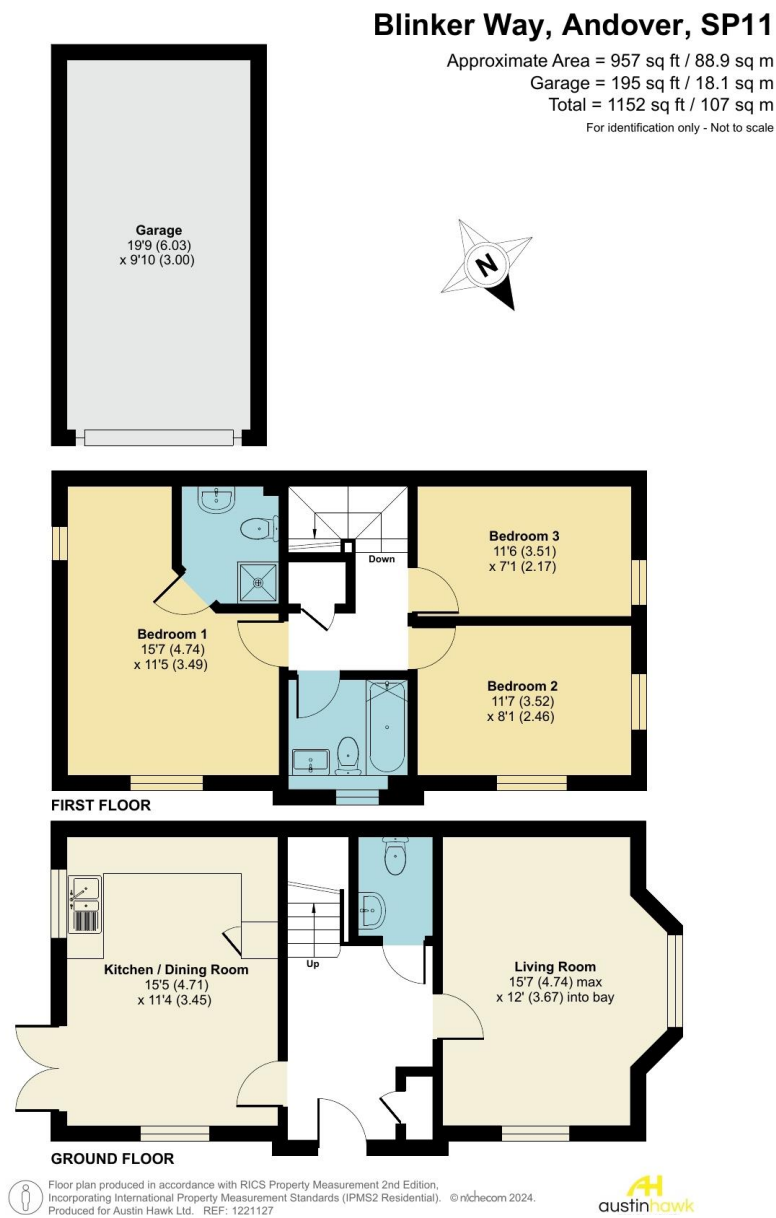 Blinker Way, Andover, SP11
Approximate Area = 957 sq ft / 88.9 sq m
Garage = 195 sq ft / 18.1 sq m
Total = 1152 sq ft / 107 sq m
For identification only - Not to scale
Garage
19'9 (6.03)
x 9'10 (3.00)
N
Bedroom 3
11'6 (3.51)
x 7'1 (2.17)
Down
Bedroom 1
15'7 (4.74)
x 11'5 (3.49)
Bedroom 2
11'7 (3.52)
x 8'1 (2.46)
FIRST FLOOR
Up
Kitchen / Dining Room
15'5 (4.71)
x 11'4 (3.45)
Living Room
15'7 (4.74) max
x 12' (3.67) into bay
GROUND FLOOR
Floor plan produced in accordance with RICS Property Measurement 2nd Edition,
Incorporating International Property Measurement Standards (IPMS2 Residential). © nichecom 2024.
Produced for Austin Hawk Ltd. REF: 1221127
AH
austinhawk